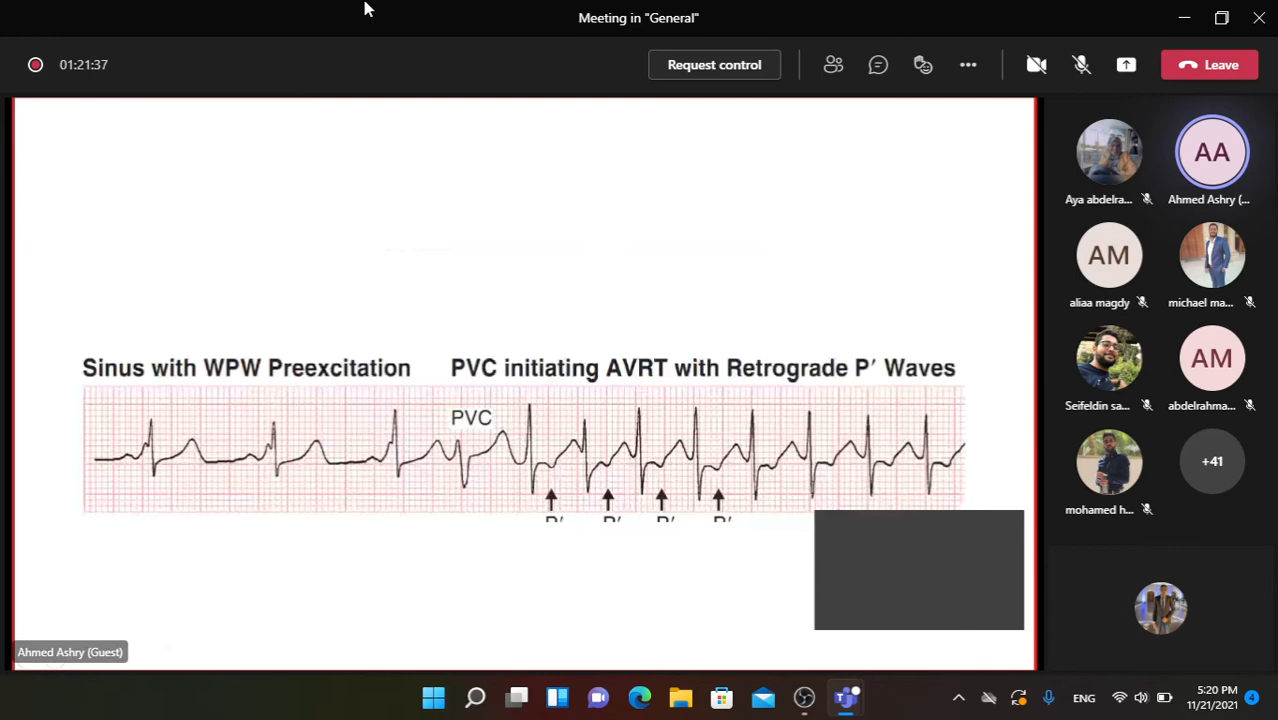 Meeting in "General"
01:21:37
Request control
Leave
AA
Aya abdelra...
Ahmed Ashry (...
AM
aliaa magdy
michael ma...
AM
Seifeldin sa...
abdelrahma...
+41
mohamed h...
Sinus with WPW Preexcitation
PVC initiating AVRT with Retrograde P′ Waves
PVC
P′ P′ P′ P′
Ahmed Ashry (Guest)
ENG
5:20 PM
11/21/2021
4